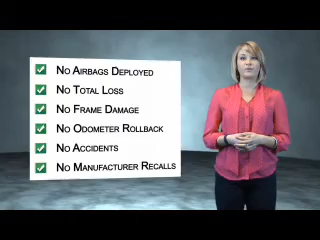 No Airbags Deployed
No Total Loss
No Frame Damage
No Odometer Rollback
No Accidents
No Manufacturer Recalls